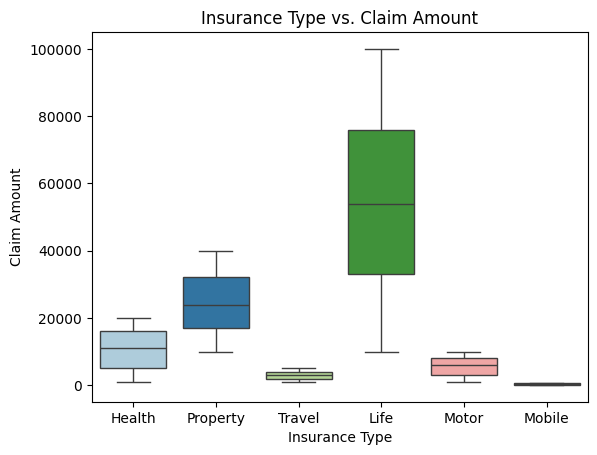 Insurance Type vs. Claim Amount
100000
80000
60000
40000
20000
0
Claim Amount
Health Property Travel Life Motor Mobile
Insurance Type